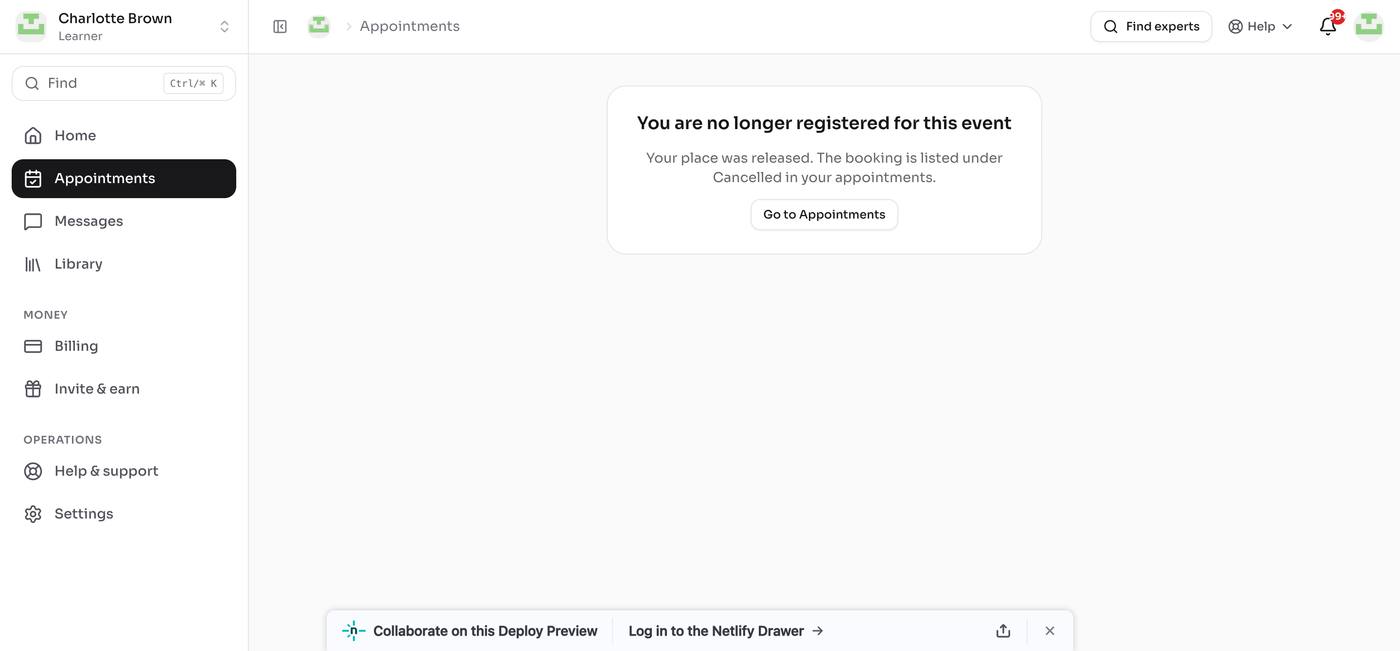 Charlotte Brown
Learner
Appointments
Find experts
Help
99+
Find
Ctrl/⌘ K
Home
Appointments
Messages
Library
MONEY
Billing
Invite & earn
OPERATIONS
Help & support
Settings
You are no longer registered for this event
Your place was released. The booking is listed under
Cancelled in your appointments.
Go to Appointments
Collaborate on this Deploy Preview
Log in to the Netlify Drawer →